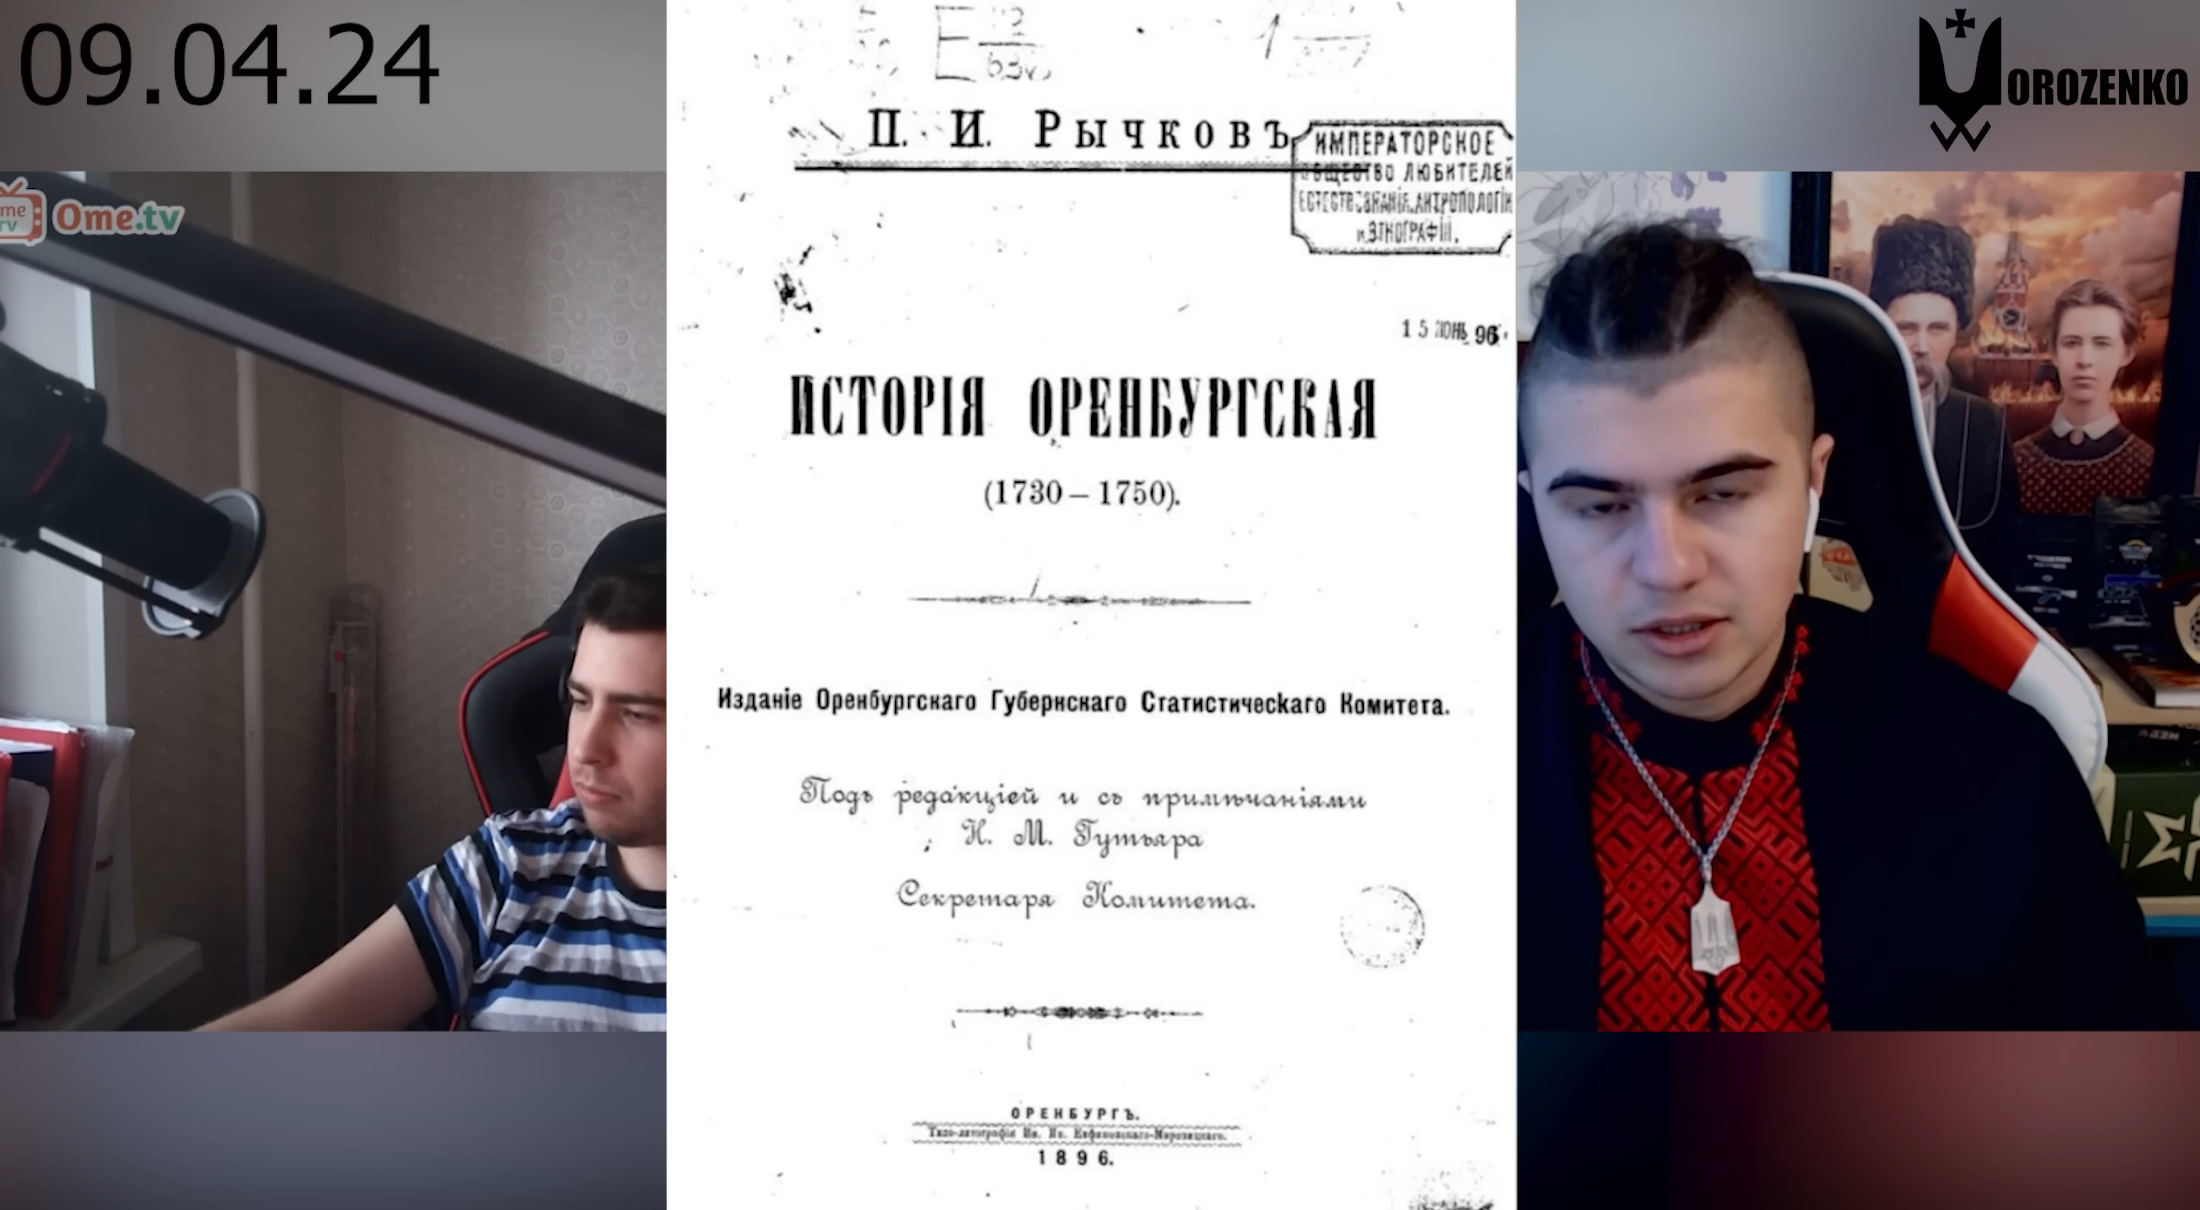 09.04.24
OROZENKO
Ome.tv
П. И. Рычковъ
ИМПЕРАТОРСКОЕ
ОБЩЕСТВО ЛЮБИТЕЛЕЙ
ЕСТЕСТВОЗНАНІЯ, АНТРОПОЛОГІИ
и ЭТНОГРАФІИ.
15 ІЮНЬ 96
ИСТОРІЯ ОРЕНБУРГСКАЯ
(1730 – 1750).
Изданіе Оренбургскаго Губернскаго Статистическаго Комитета.
Подъ редакціей и съ примѣчаніями
Н. М. Гутьяра
Секретаря Комитета.
ОРЕНБУРГЪ.
1896.